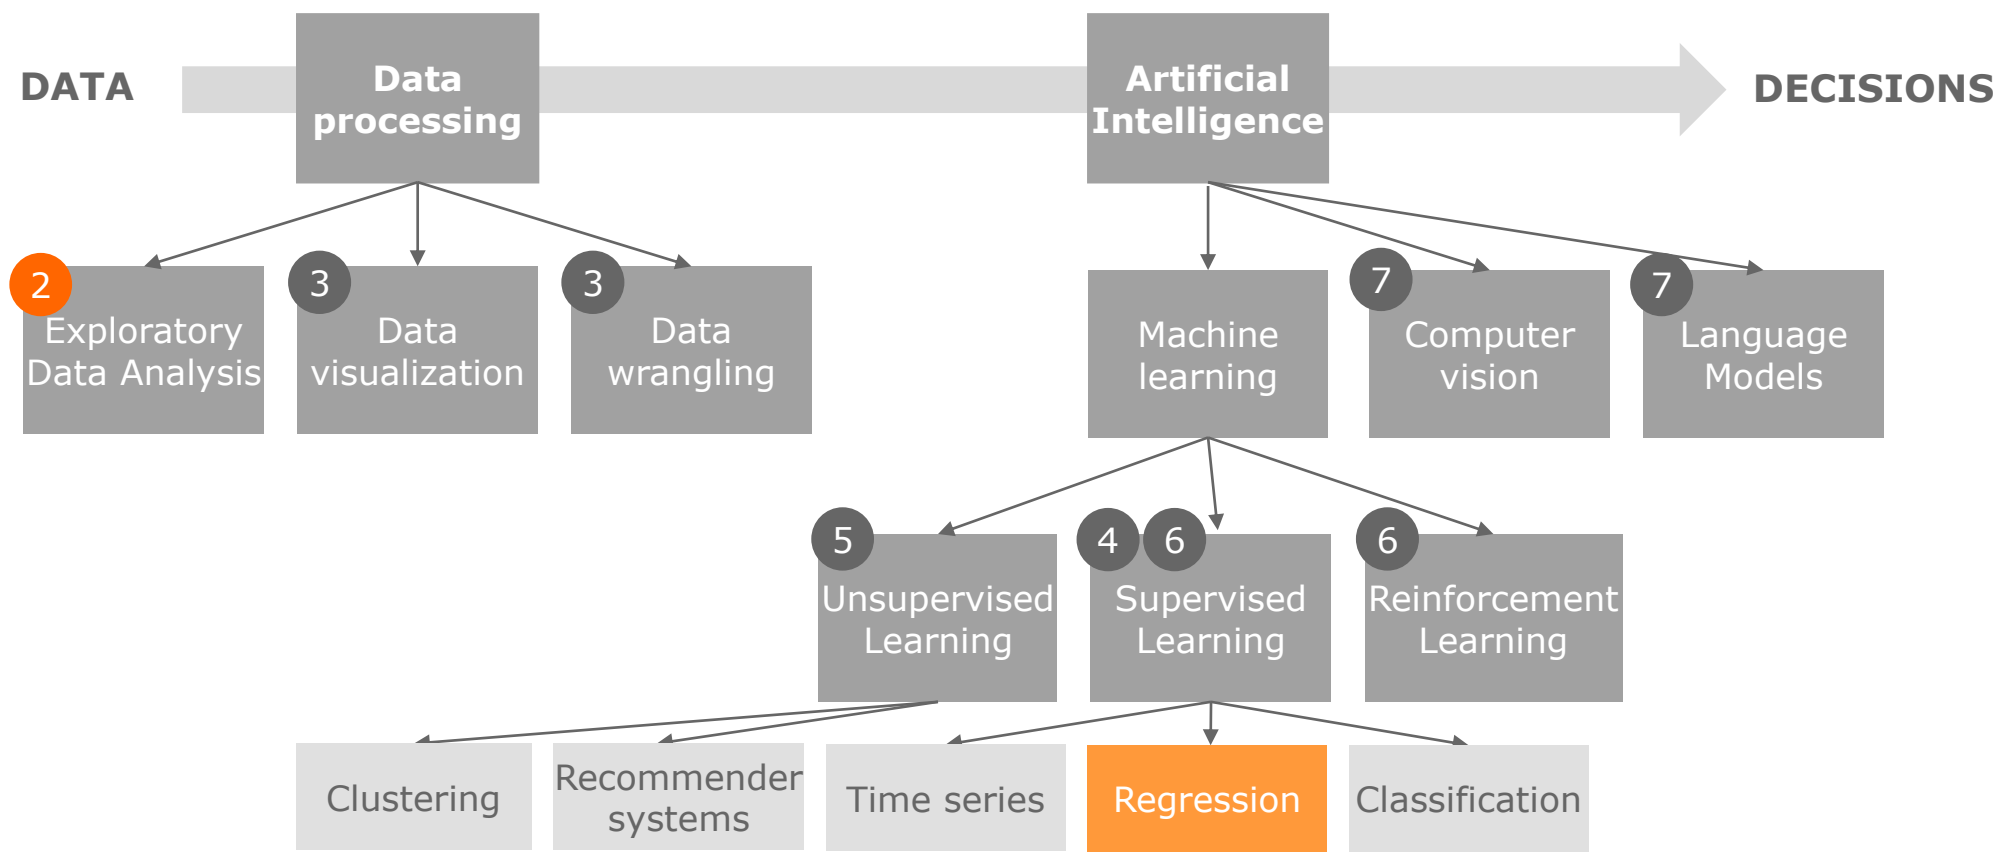 DATA
Data
processing
Artificial
Intelligence
DECISIONS
2
Exploratory
Data Analysis
3
Data
visualization
3
Data
wrangling
Machine
learning
7
Computer
vision
7
Language
Models
5
Unsupervised
Learning
4
6
Supervised
Learning
6
Reinforcement
Learning
Clustering
Recommender
systems
Time series
Regression
Classification